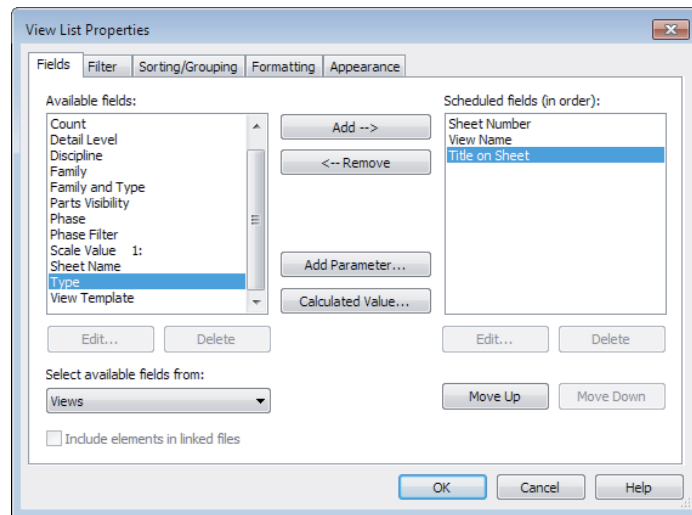 View List Properties
Fields Filter Sorting/Grouping Formatting Appearance
Available fields:
Count
Detail Level
Discipline
Family
Family and Type
Parts Visibility
Phase
Phase Filter
Scale Value 1:
Sheet Name
Type
View Template
Add -->
<-- Remove
Add Parameter...
Calculated Value...
Scheduled fields (in order):
Sheet Number
View Name
Title on Sheet
Edit... Delete
Edit... Delete
Select available fields from:
Views
Move Up Move Down
Include elements in linked files
OK Cancel Help